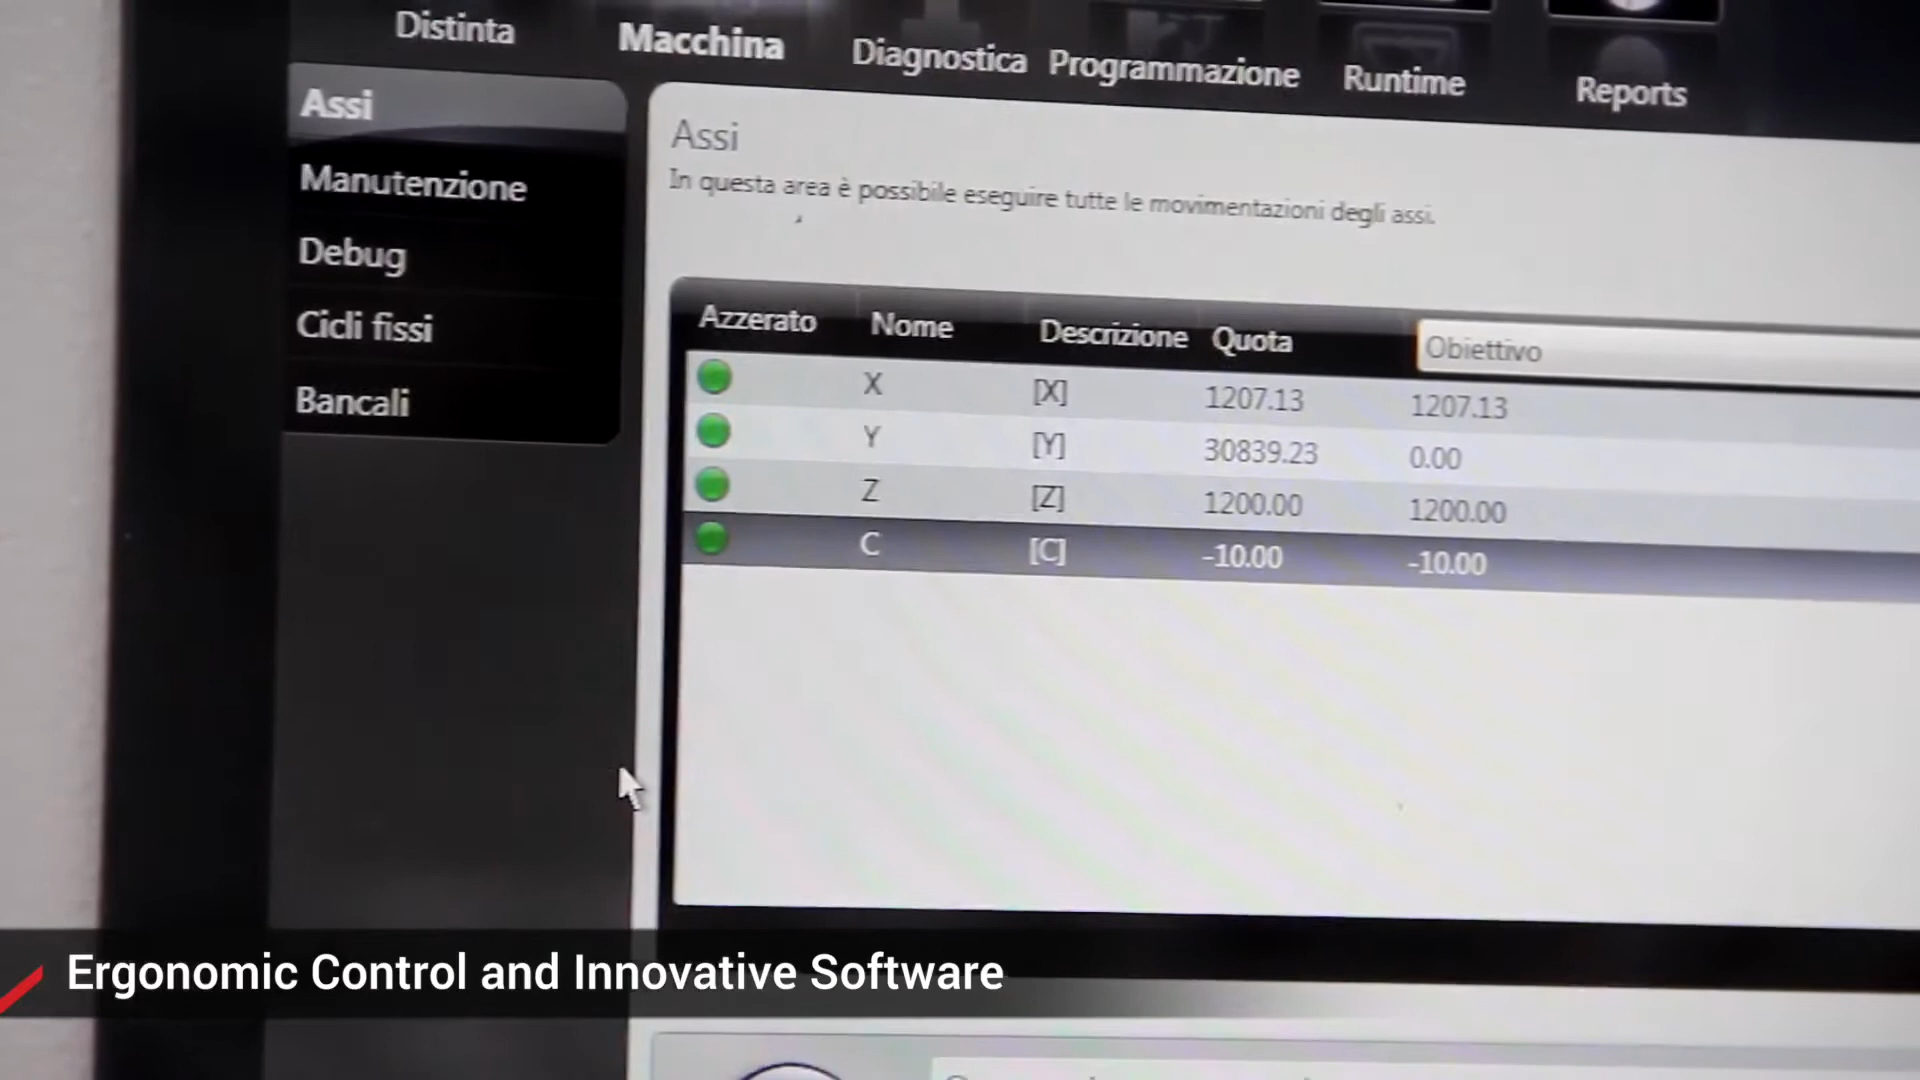 Distinta Macchina Diagnostica Programmazione Runtime Reports
Assi
Manutenzione
Debug
Cicli fissi
Bancali
Assi
In questa area è possibile eseguire tutte le movimentazioni degli assi.
Azzerato Nome Descrizione Quota Obiettivo
X [X] 1207.13 1207.13
Y [Y] 30839.23 0.00
Z [Z] 1200.00 1200.00
C [C] -10.00 -10.00
Ergonomic Control and Innovative Software